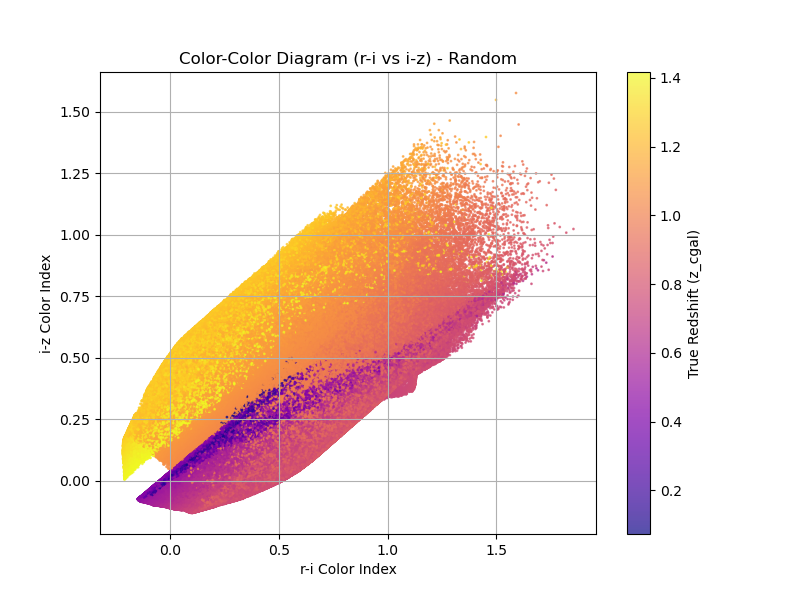 Color-Color Diagram (r-i vs i-z) - Random
1.50
1.25
1.00
0.75
0.50
0.25
0.00
i-z Color Index
0.0 0.5 1.0 1.5
r-i Color Index
1.4
1.2
1.0
0.8
0.6
0.4
0.2
True Redshift (z_cgal)